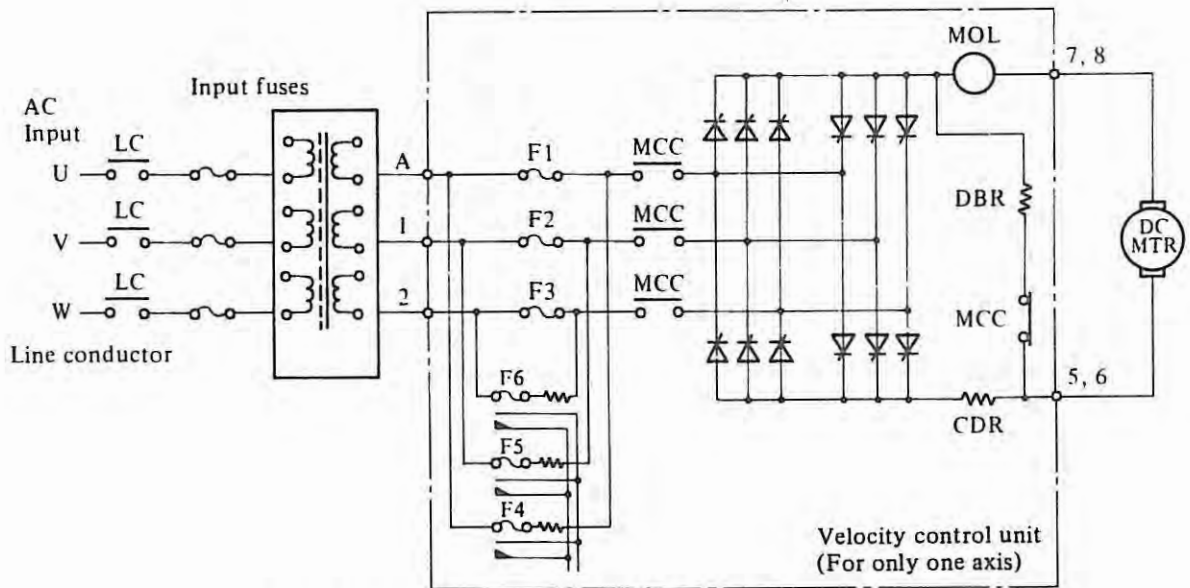 MOL
7, 8
Input fuses
AC
Input
LC
U
A
F1
MCC
LC
V
1
F2
MCC
DBR
DC
MTR
LC
W
2
F3
MCC
MCC
Line conductor
F6
5, 6
CDR
F5
F4
Velocity control unit
(For only one axis)